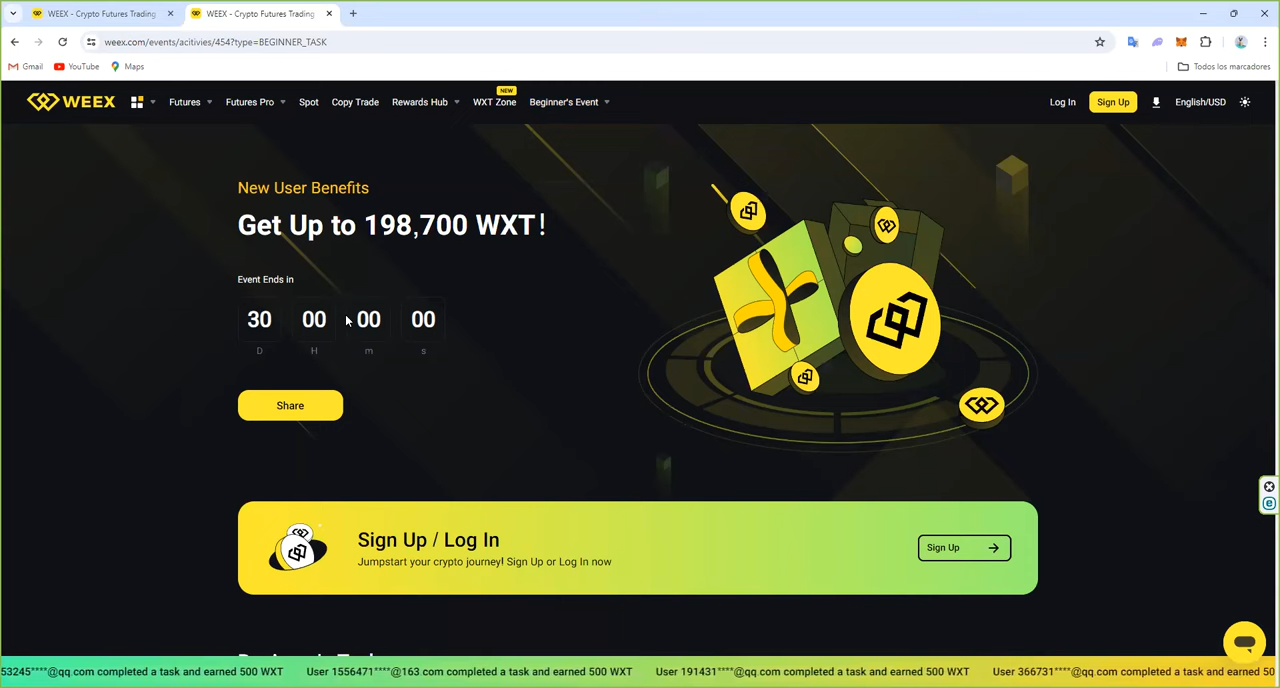 WEEX - Crypto Futures Trading
WEEX - Crypto Futures Trading
weex.com/events/acitivies/454?type=BEGINNER_TASK
Gmail
YouTube
Maps
Todos los marcadores
WEEX
Futures
Futures Pro
Spot
Copy Trade
Rewards Hub
NEW
WXT Zone
Beginner's Event
Log In
Sign Up
English/USD
New User Benefits
Get Up to 198,700 WXT!
Event Ends in
30 00 00 00
D H m s
Share
Sign Up / Log In
Jumpstart your crypto journey! Sign Up or Log In now
Sign Up
53245****@qq.com completed a task and earned 500 WXT
User 1556471****@163.com completed a task and earned 500 WXT
User 191431****@qq.com completed a task and earned 500 WXT
User 366731****@qq.com completed a task and earned 50